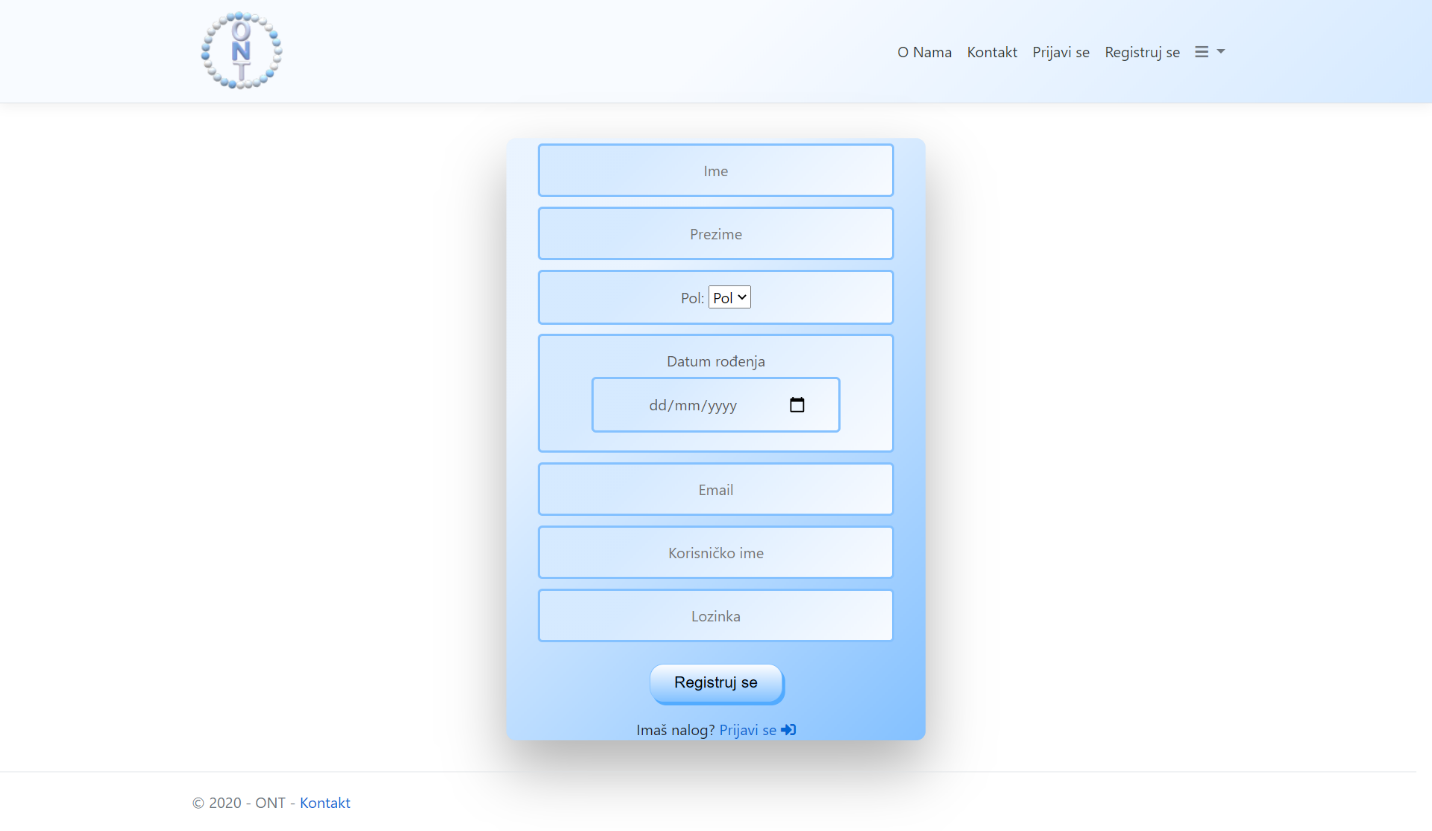 ONT
O Nama Kontakt Prijavi se Registruj se
Ime
Prezime
Pol: Pol
Datum rođenja
dd/mm/yyyy
Email
Korisničko ime
Lozinka
Registruj se
Imaš nalog? Prijavi se
© 2020 - ONT - Kontakt